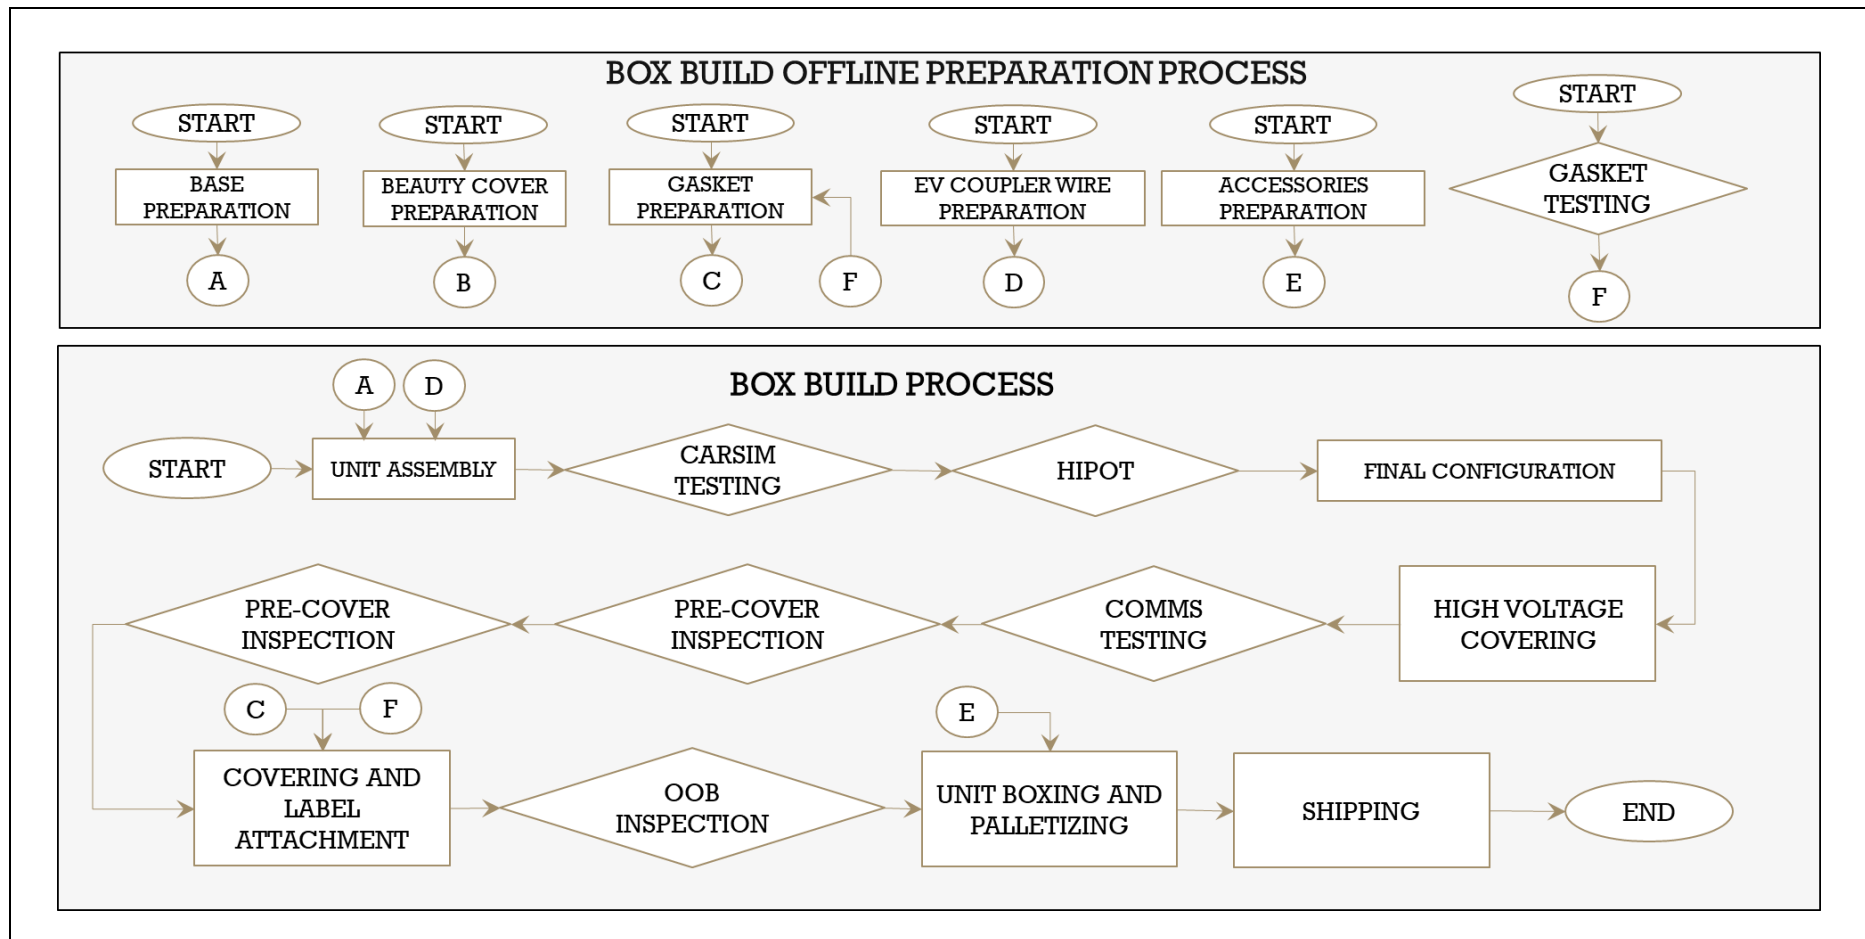 BOX BUILD OFFLINE PREPARATION PROCESS
START
BASE
PREPARATION
A
START
BEAUTY COVER
PREPARATION
B
START
GASKET
PREPARATION
C
F
START
EV COUPLER WIRE
PREPARATION
D
START
ACCESSORIES
PREPARATION
E
START
GASKET
TESTING
F
BOX BUILD PROCESS
A
D
START
UNIT ASSEMBLY
CARSIM
TESTING
HIPOT
FINAL CONFIGURATION
HIGH VOLTAGE
COVERING
COMMS
TESTING
PRE-COVER
INSPECTION
PRE-COVER
INSPECTION
C
F
COVERING AND
LABEL
ATTACHMENT
OOB
INSPECTION
E
UNIT BOXING AND
PALLETIZING
SHIPPING
END